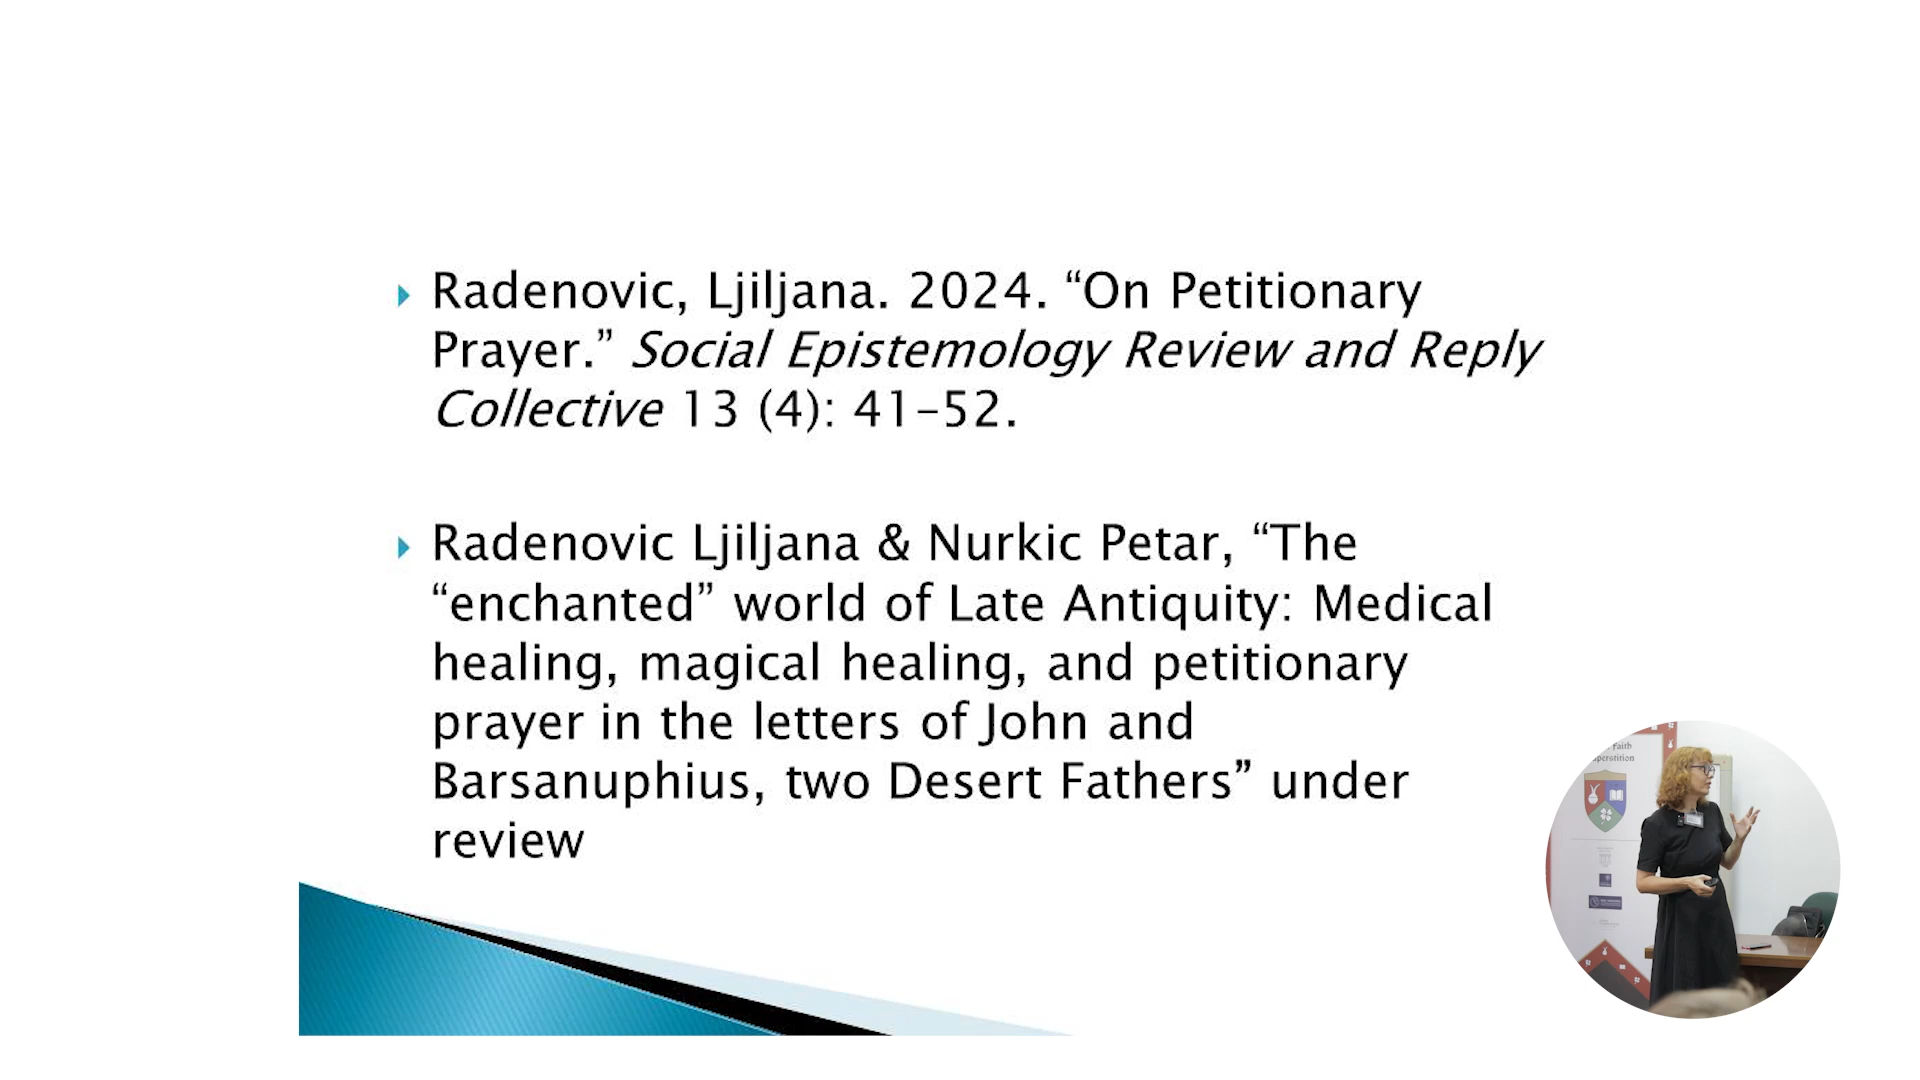 Radenovic, Ljiljana. 2024. “On Petitionary
Prayer.” Social Epistemology Review and Reply
Collective 13 (4): 41–52.
Radenovic Ljiljana & Nurkic Petar, “The
“enchanted” world of Late Antiquity: Medical
healing, magical healing, and petitionary
prayer in the letters of John and
Barsanuphius, two Desert Fathers” under
review
Faith